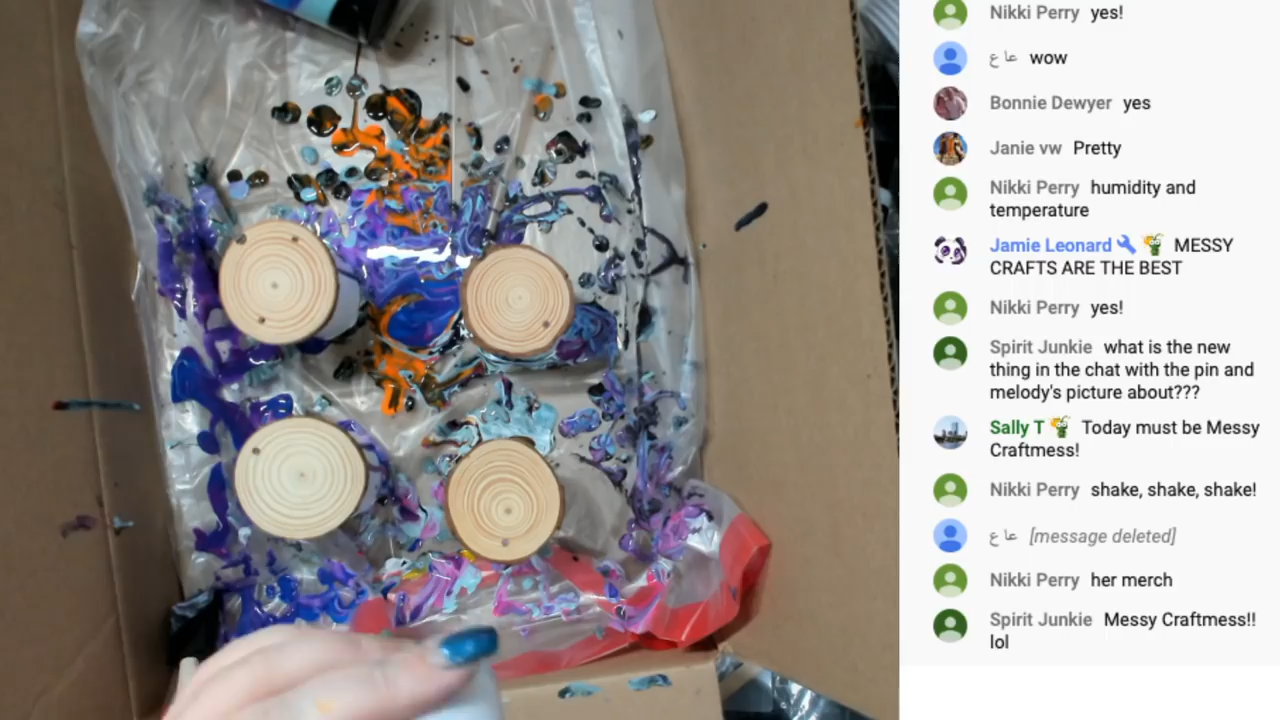 Nikki Perry yes!
عا ع wow
Bonnie Dewyer yes
Janie vw Pretty
Nikki Perry humidity and
temperature
Jamie Leonard MESSY
CRAFTS ARE THE BEST
Nikki Perry yes!
Spirit Junkie what is the new
thing in the chat with the pin and
melody's picture about???
Sally T Today must be Messy
Craftmess!
Nikki Perry shake, shake, shake!
عا ع [message deleted]
Nikki Perry her merch
Spirit Junkie Messy Craftmess!!
lol